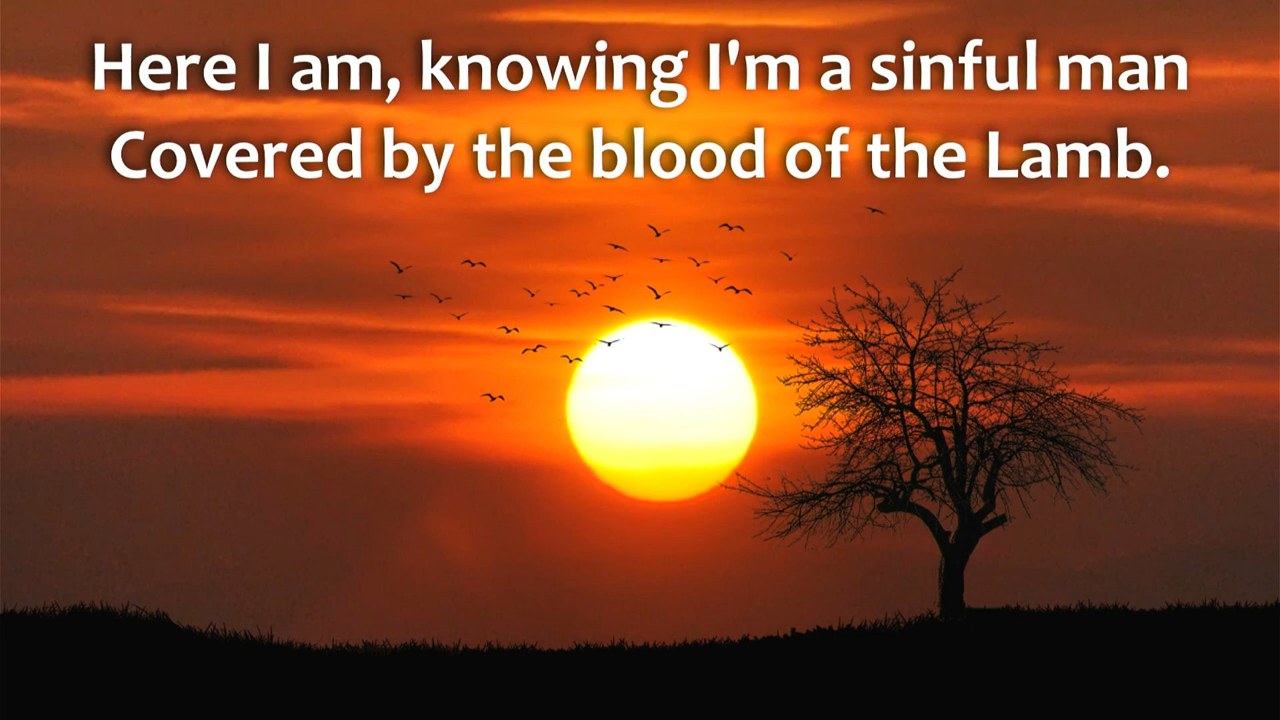 Here I am, knowing I'm a sinful man
Covered by the blood of the Lamb.